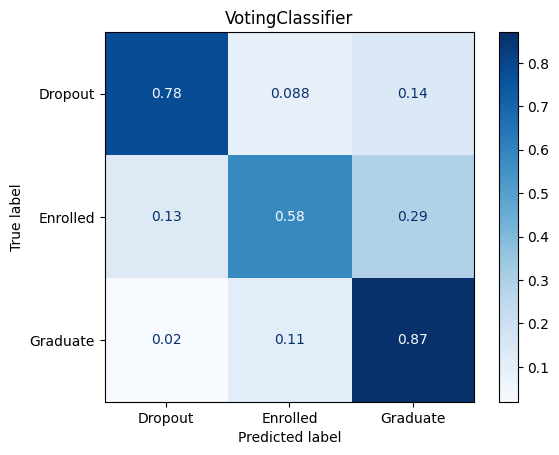 VotingClassifier
Dropout 0.78 0.088 0.14
Enrolled 0.13 0.58 0.29
Graduate 0.02 0.11 0.87
True label
Dropout Enrolled Graduate
Predicted label
0.8
0.7
0.6
0.5
0.4
0.3
0.2
0.1